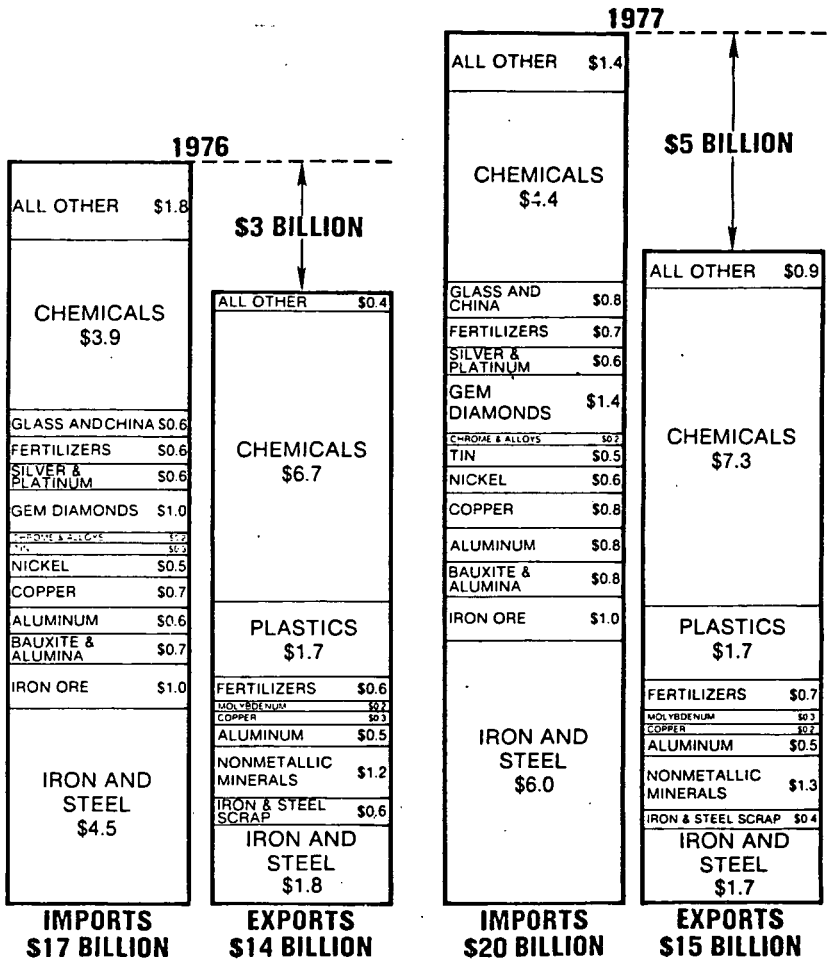 1976
ALL OTHER $1.8
CHEMICALS
$3.9
GLASS AND CHINA $0.6
FERTILIZERS $0.6
SILVER &
PLATINUM $0.6
GEM DIAMONDS $1.0
CHROME & ALLOYS $0.2
TIN $0.3
NICKEL $0.5
COPPER $0.7
ALUMINUM $0.6
BAUXITE &
ALUMINA $0.7
IRON ORE $1.0
IRON AND
STEEL
$4.5
IMPORTS
$17 BILLION
$3 BILLION
ALL OTHER $0.4
CHEMICALS
$6.7
PLASTICS
$1.7
FERTILIZERS $0.6
MOLYBDENUM $0.2
COPPER $0.3
ALUMINUM $0.5
NONMETALLIC
MINERALS $1.2
IRON & STEEL
SCRAP $0.6
IRON AND
STEEL
$1.8
EXPORTS
$14 BILLION
1977
ALL OTHER $1.4
CHEMICALS
$4.4
GLASS AND
CHINA $0.8
FERTILIZERS $0.7
SILVER &
PLATINUM $0.6
GEM
DIAMONDS $1.4
CHROME & ALLOYS $0.2
TIN $0.5
NICKEL $0.6
COPPER $0.8
ALUMINUM $0.8
BAUXITE &
ALUMINA $0.8
IRON ORE $1.0
IRON AND
STEEL
$6.0
IMPORTS
$20 BILLION
$5 BILLION
ALL OTHER $0.9
CHEMICALS
$7.3
PLASTICS
$1.7
FERTILIZERS $0.7
MOLYBDENUM $0.3
COPPER $0.2
ALUMINUM $0.5
NONMETALLIC
MINERALS $1.3
IRON & STEEL SCRAP $0.4
IRON AND
STEEL
$1.7
EXPORTS
$15 BILLION